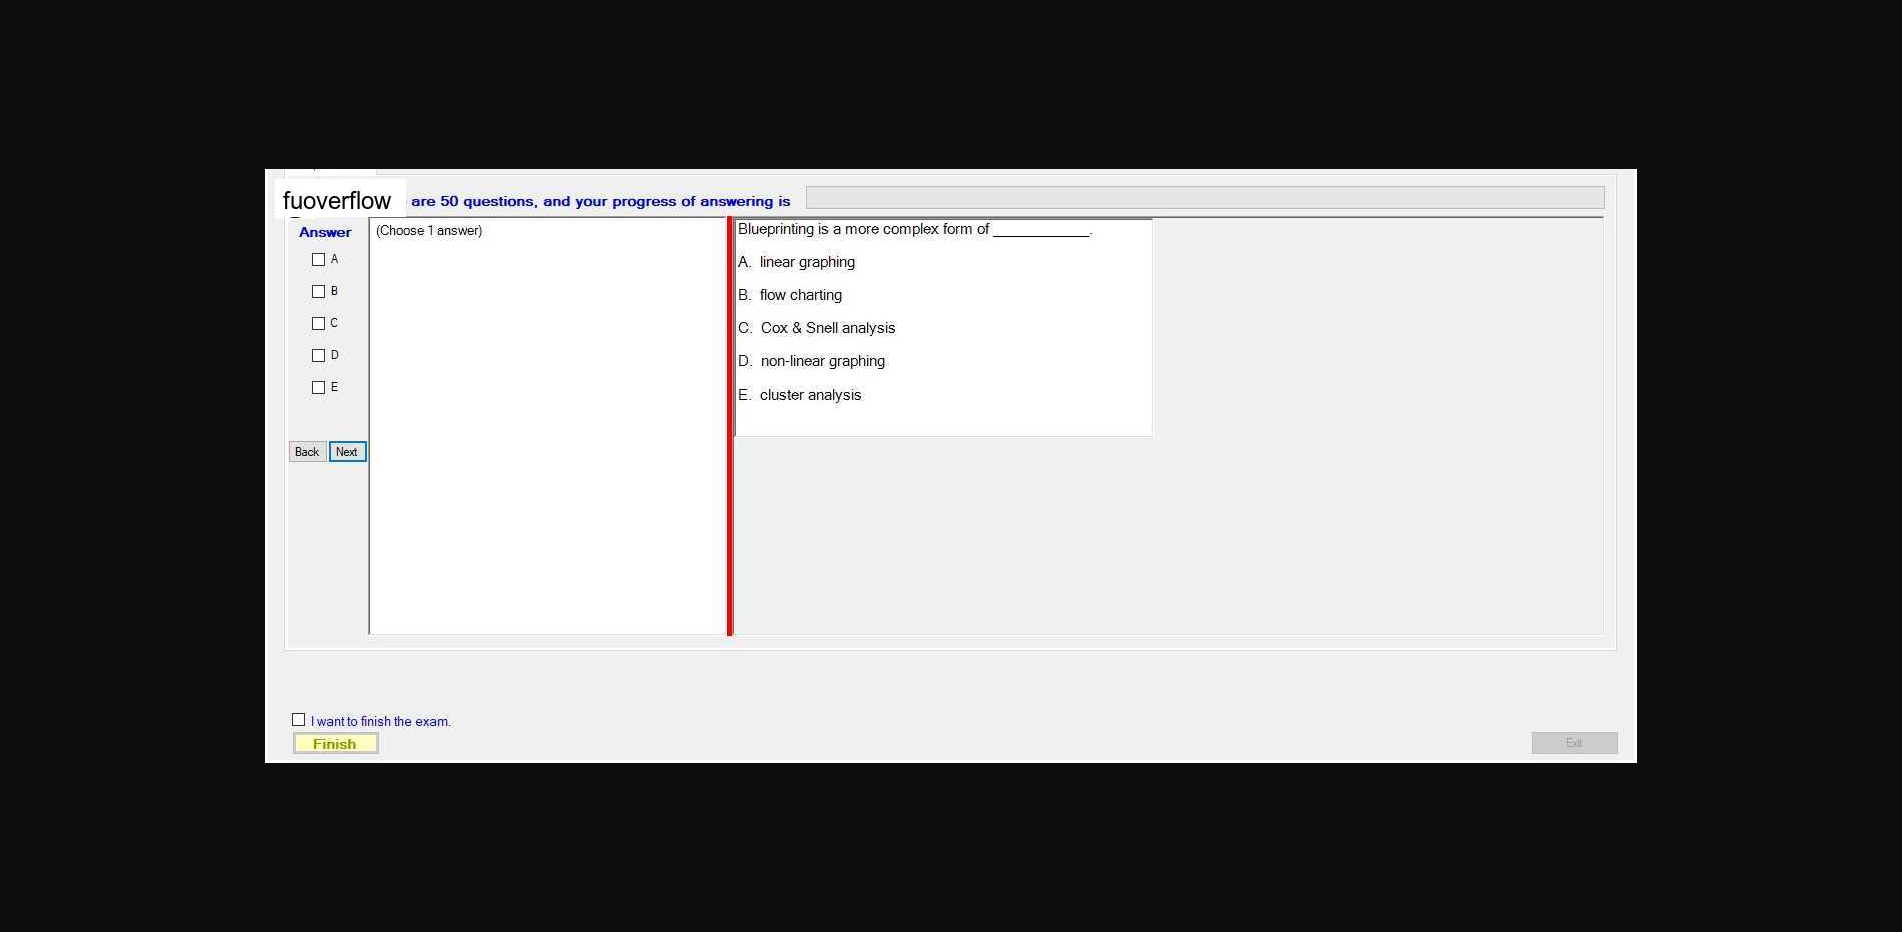 fuoverflow are 50 questions, and your progress of answering is
Answer
(Choose 1 answer)
A
B
C
D
E
Back Next
Blueprinting is a more complex form of ____________.
A. linear graphing
B. flow charting
C. Cox & Snell analysis
D. non-linear graphing
E. cluster analysis
I want to finish the exam.
Finish
Exit